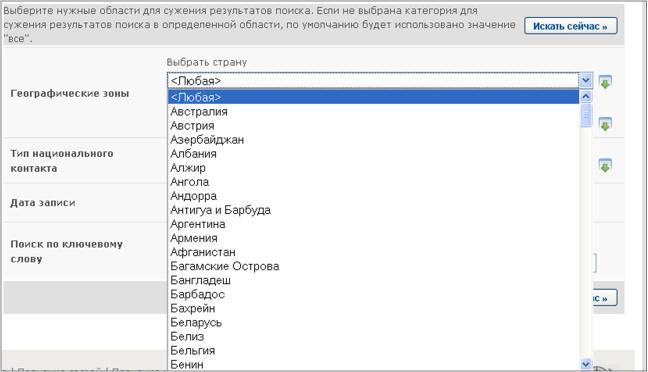 Выберите нужные области для сужения результатов поиска. Если не выбрана категория для
сужения результатов поиска в определенной области, по умолчанию будет использовано значение
"все".
Искать сейчас »
Выбрать страну
Географические зоны
<Любая>
<Любая>
Австралия
Австрия
Азербайджан
Албания
Тип национального
контакта
Алжир
Ангола
Андорра
Дата записи
Антигуа и Барбуда
Аргентина
Армения
Поиск по ключевому
слову
Афганистан
Багамские Острова
Бангладеш
Барбадос
Бахрейн
Беларусь
Белиз
Бельгия
Бенин